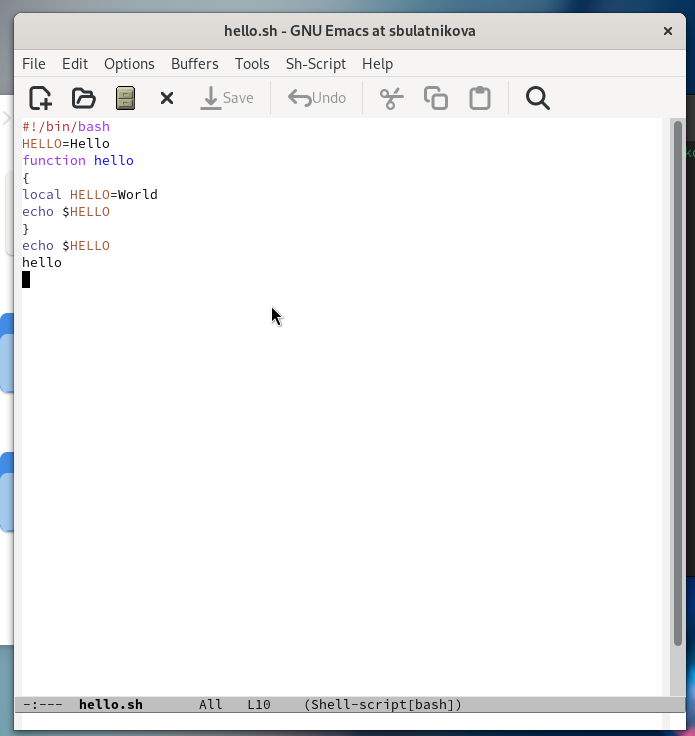 hello.sh - GNU Emacs at sbulatnikova
File Edit Options Buffers Tools Sh-Script Help
Save Undo
#!/bin/bash
HELLO=Hello
function hello
{
local HELLO=World
echo $HELLO
}
echo $HELLO
hello
-:--- hello.sh All L10 (Shell-script[bash])